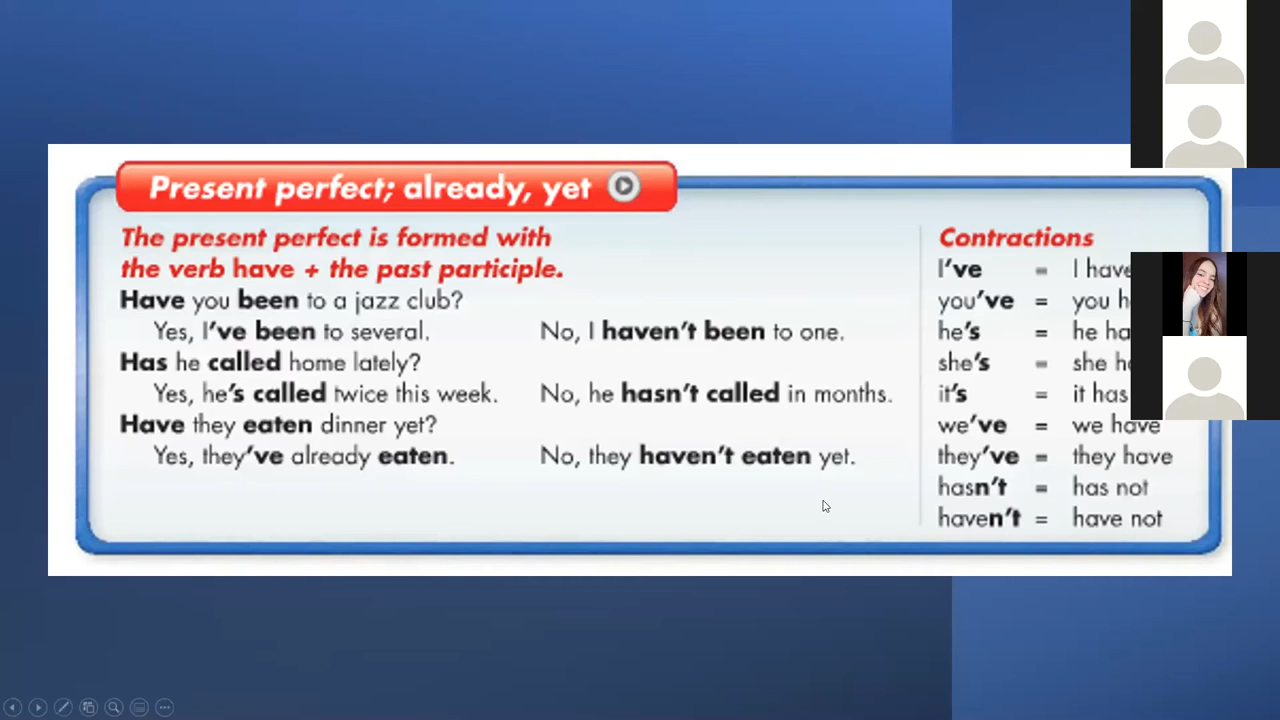 Present perfect; already, yet
The present perfect is formed with
the verb have + the past participle.
Have you been to a jazz club?
Yes, I've been to several. No, I haven't been to one.
Has he called home lately?
Yes, he's called twice this week. No, he hasn't called in months.
Have they eaten dinner yet?
Yes, they've already eaten. No, they haven't eaten yet.
Contractions
I've = I have
you've = you
he's = he
she's = she
it's = it has
we've = we have
they've = they have
hasn't = has not
haven't = have not